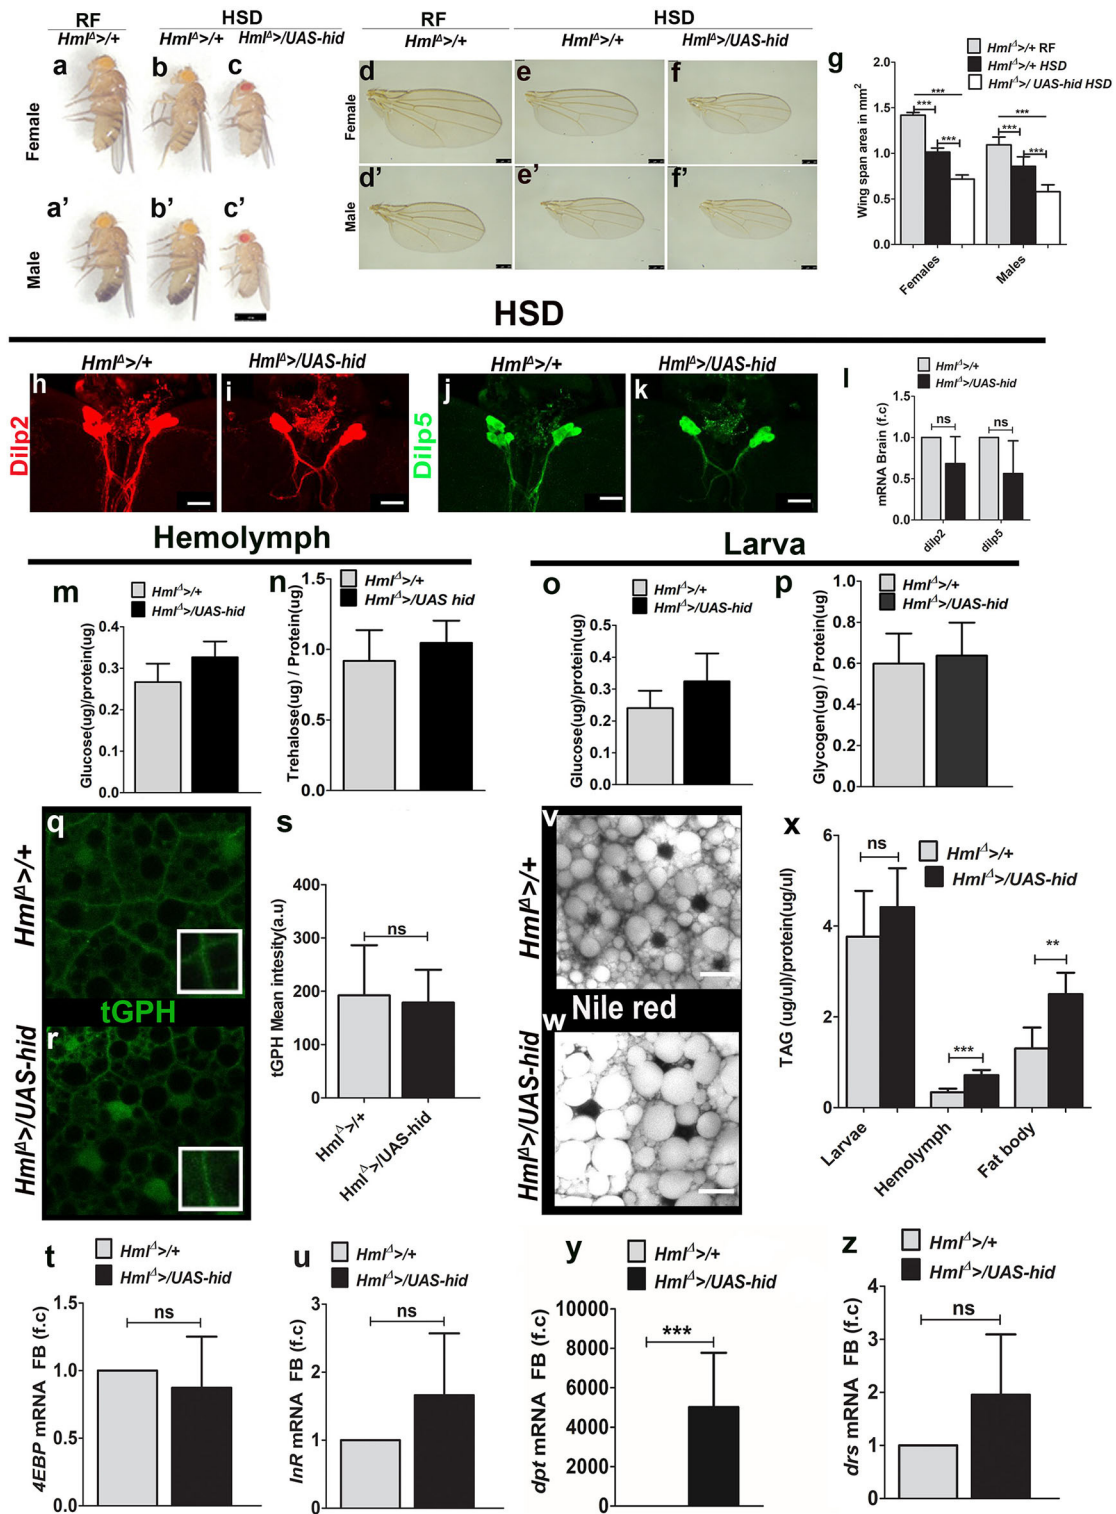 RF
HSD
Hml^Δ>/+
Hml^Δ>/+
Hml^Δ>/UAS-hid
a
b
c
Female
a’
b’
c’
Male
RF
HSD
Hml^Δ>/+
Hml^Δ>/+
Hml^Δ>/UAS-hid
d
e
f
Female
d’
e’
f’
Male
g
Hml^Δ>/+ RF
Hml^Δ>/+ HSD
Hml^Δ>/ UAS-hid HSD
Wing span area in mm²
2.0
1.5
1.0
0.5
0.0
***
***
***
***
***
***
Females
Males
HSD
Hml^Δ>/+
Hml^Δ>/UAS-hid
Hml^Δ>/+
Hml^Δ>/UAS-hid
h
i
j
k
Dilp2
Dilp5
l
Hml^Δ>/+
Hml^Δ>/UAS-hid
mRNA Brain (f.c)
1.5
1.0
0.5
0.0
ns
ns
dilp2
dilp5
Hemolymph
Larva
m
Hml^Δ>/+
Hml^Δ>/UAS-hid
Glucose(ug)/protein(ug)
0.4
0.3
0.2
0.1
0.0
n
Hml^Δ>/+
Hml^Δ>/UAS hid
Trehalose(ug) / Protein(ug)
1.5
1.0
0.5
0.0
o
Hml^Δ>/+
Hml^Δ>/UAS-hid
Glucose(ug)/protein(ug)
0.5
0.4
0.3
0.2
0.1
0.0
p
Hml^Δ>/+
Hml^Δ>/UAS-hid
Glycogen(ug) / Protein(ug)
0.8
0.6
0.4
0.2
0.0
q
Hml^Δ>/+
tGPH
r
Hml^Δ>/UAS-hid
s
tGPH Mean intesity(a.u)
400
300
200
100
0
ns
Hml^Δ>/+
Hml^Δ>/UAS-hid
v
Hml^Δ>/+
Nile red
w
Hml^Δ>/UAS-hid
x
Hml^Δ>/+
Hml^Δ>/UAS-hid
TAG (ug/ul)/protein(ug/ul)
6
4
2
0
ns
***
**
Larvae
Hemolymph
Fat body
t
Hml^Δ>/+
Hml^Δ>/UAS-hid
4EBP mRNA FB (f.c)
1.5
1.0
0.5
0.0
ns
u
Hml^Δ>/+
Hml^Δ>/UAS-hid
InR mRNA FB (f.c)
3
2
1
0
ns
y
Hml^Δ>/+
Hml^Δ>/UAS-hid
dpt mRNA FB (f.c)
10000
8000
6000
4000
2000
0
***
z
Hml^Δ>/+
Hml^Δ>/UAS-hid
drs mRNA FB (f.c)
4
3
2
1
0
ns